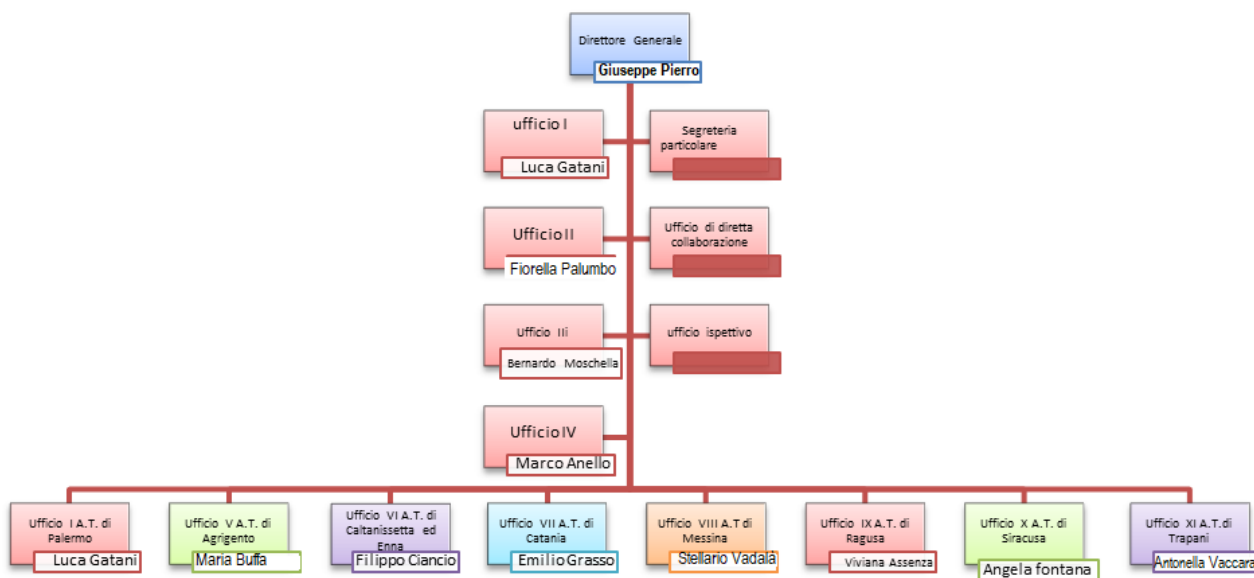 Direttore Generale
Giuseppe Pierro
ufficio I
Luca Gatani
Segreteria
particolare
Ufficio II
Fiorella Palumbo
Ufficio di diretta
collaborazione
Ufficio IIi
Bernardo Moschella
ufficio ispettivo
Ufficio IV
Marco Anello
Ufficio I A.T. di
Palermo
Luca Gatani
Ufficio V A.T. di
Agrigento
Maria Buffa
Ufficio VI A.T. di
Caltanissetta ed
Enna
Filippo Ciancio
Ufficio VII A.T. di
Catania
Emilio Grasso
Ufficio VIII A.T di
Messina
Stellario Vadalà
Ufficio IX A.T. di
Ragusa
Viviana Assenza
Ufficio X A.T. di
Siracusa
Angela fontana
Ufficio XI A.T.di
Trapani
Antonella Vaccara